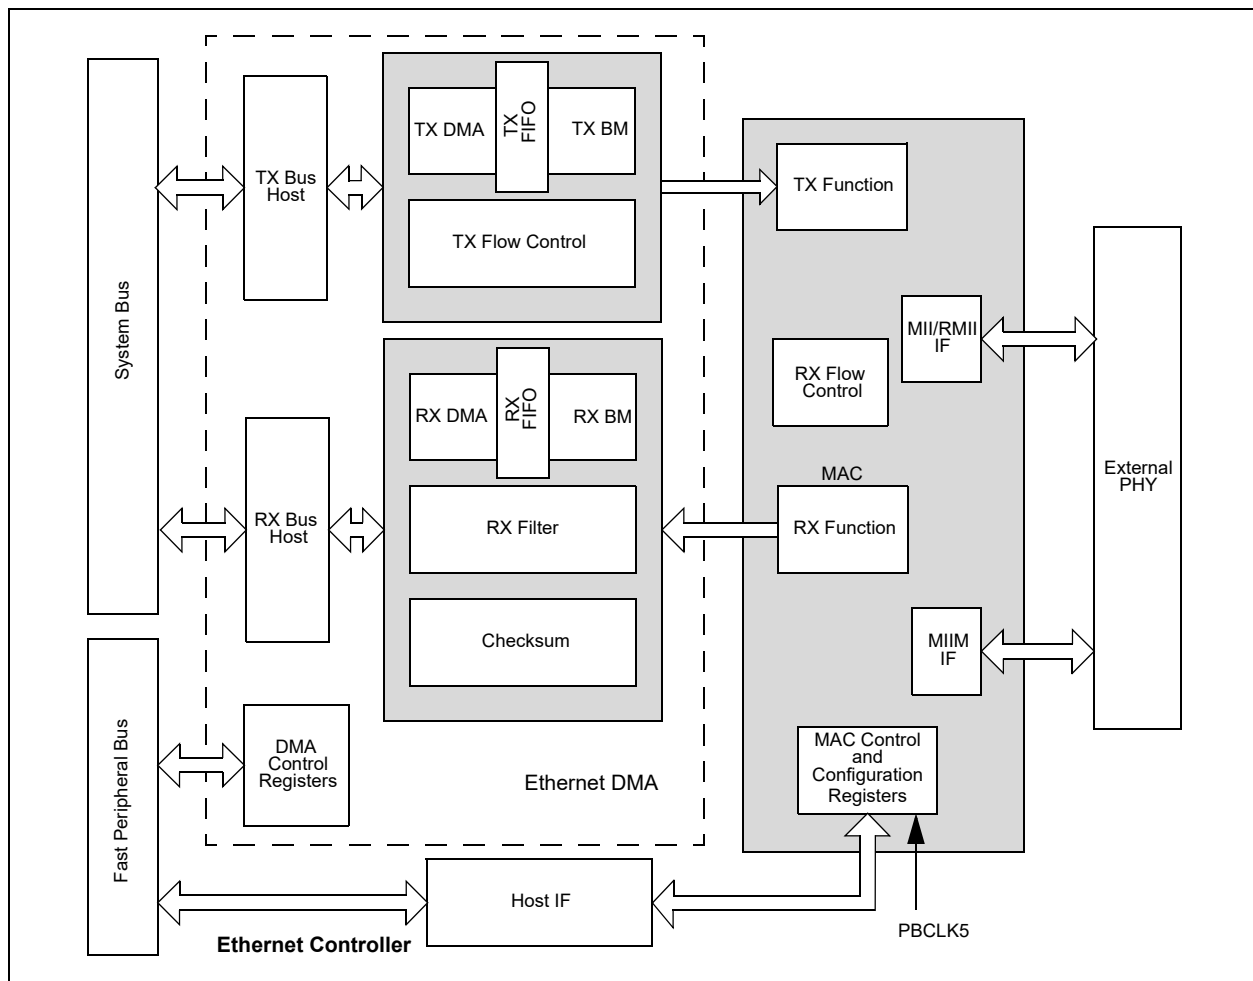 System Bus
Fast Peripheral Bus
TX Bus
Host
TX DMA
TX
FIFO
TX BM
TX Flow Control
RX Bus
Host
RX DMA
RX
FIFO
RX BM
RX Filter
Checksum
DMA
Control
Registers
Ethernet DMA
TX Function
MII/RMII
IF
RX Flow
Control
MAC
RX Function
MIIM
IF
MAC Control
and
Configuration
Registers
External
PHY
Host IF
PBCLK5
Ethernet Controller